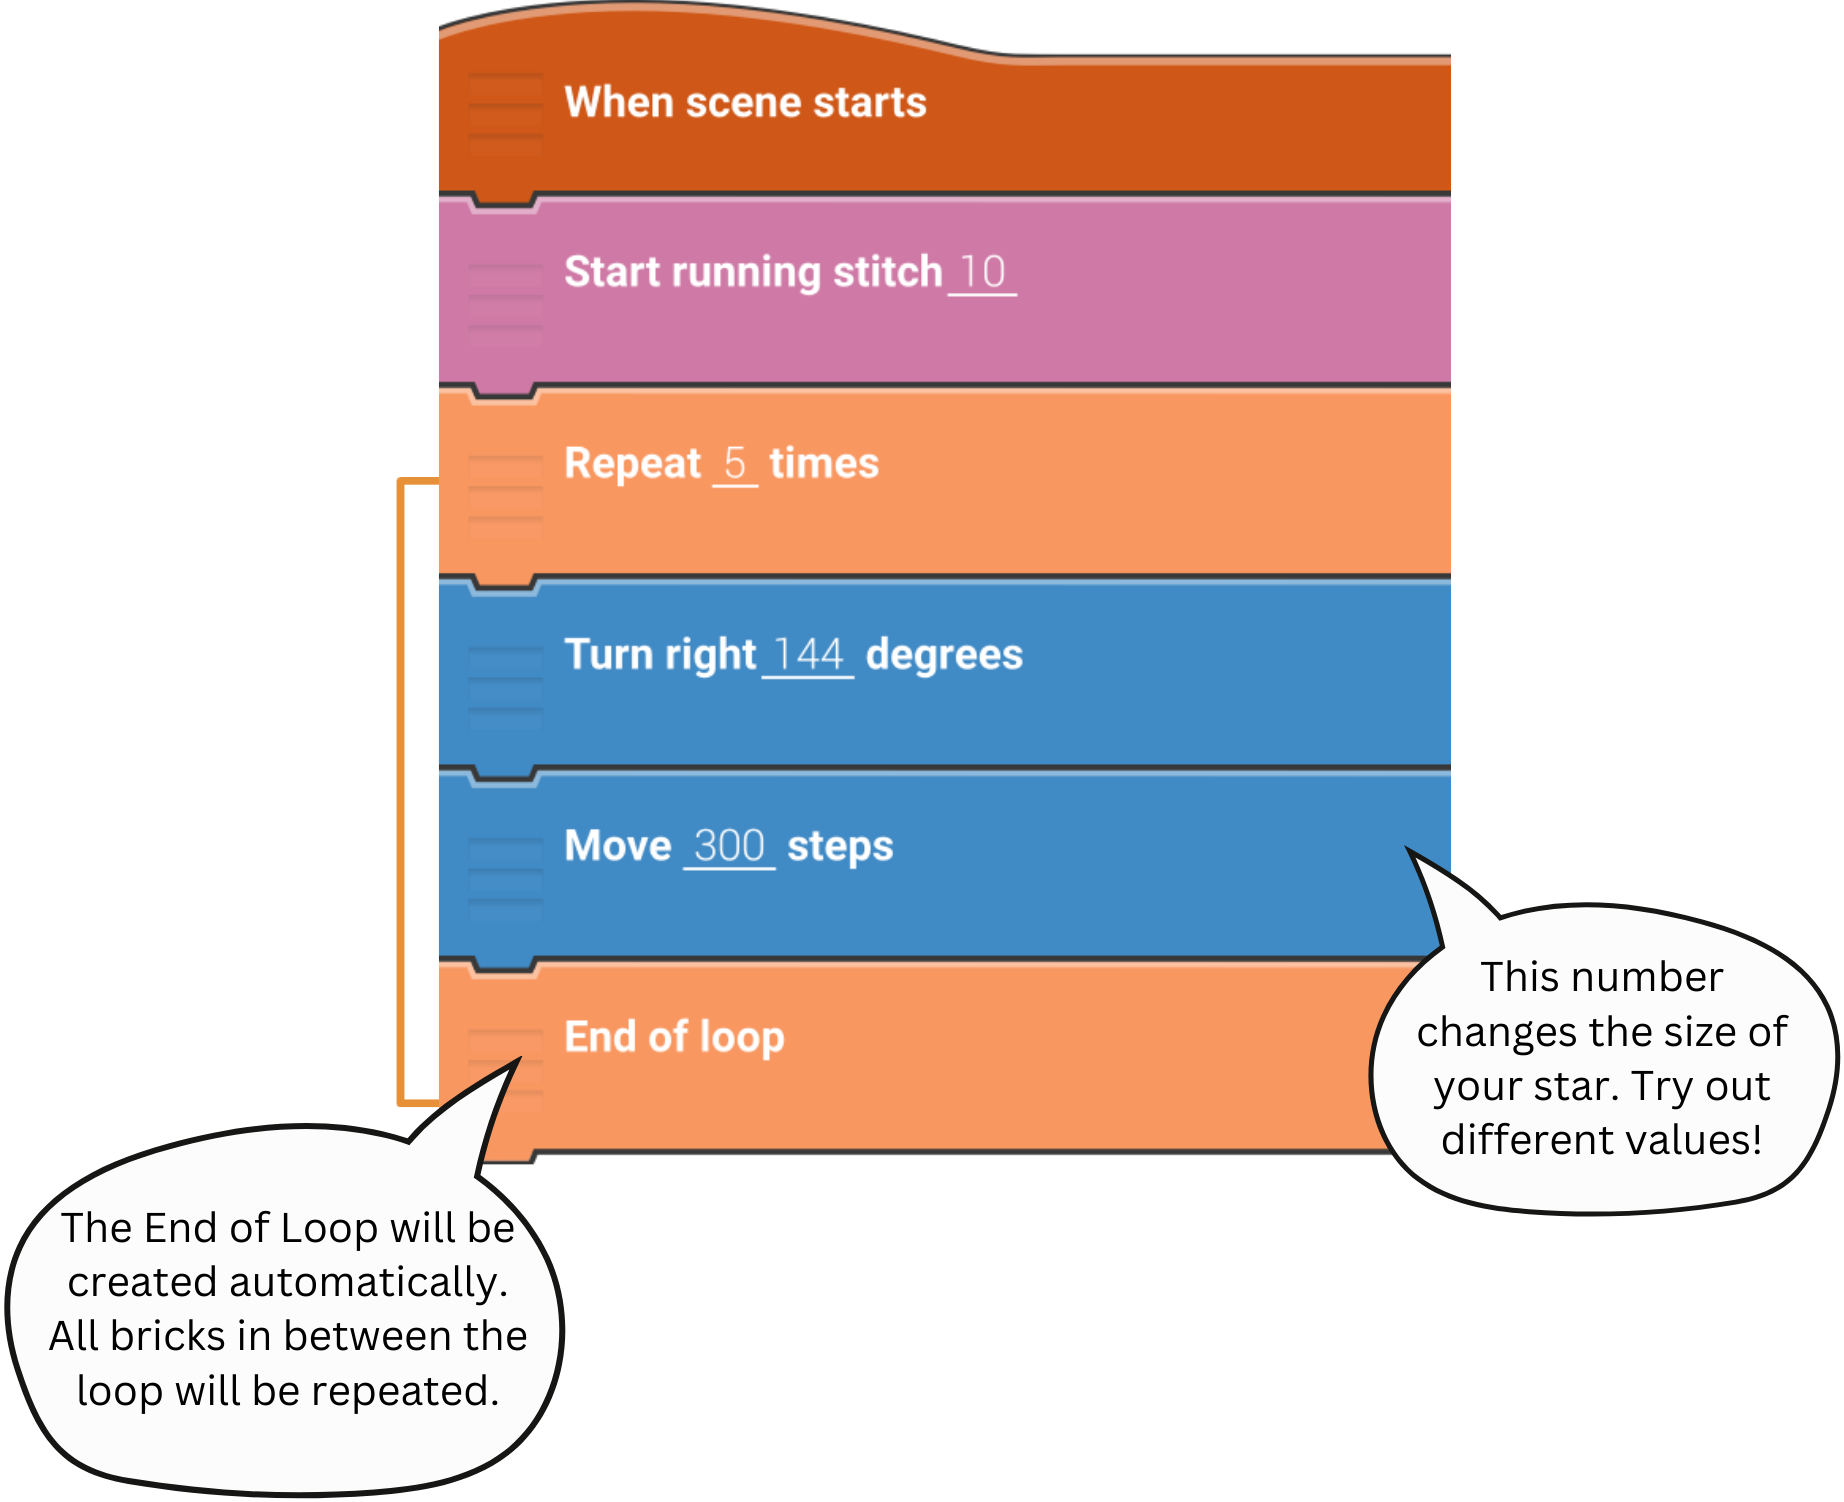 When scene starts
Start running stitch 10
Repeat 5 times
Turn right 144 degrees
Move 300 steps
End of loop
This number
changes the size of
your star. Try out
different values!
The End of Loop will be
created automatically.
All bricks in between the
loop will be repeated.